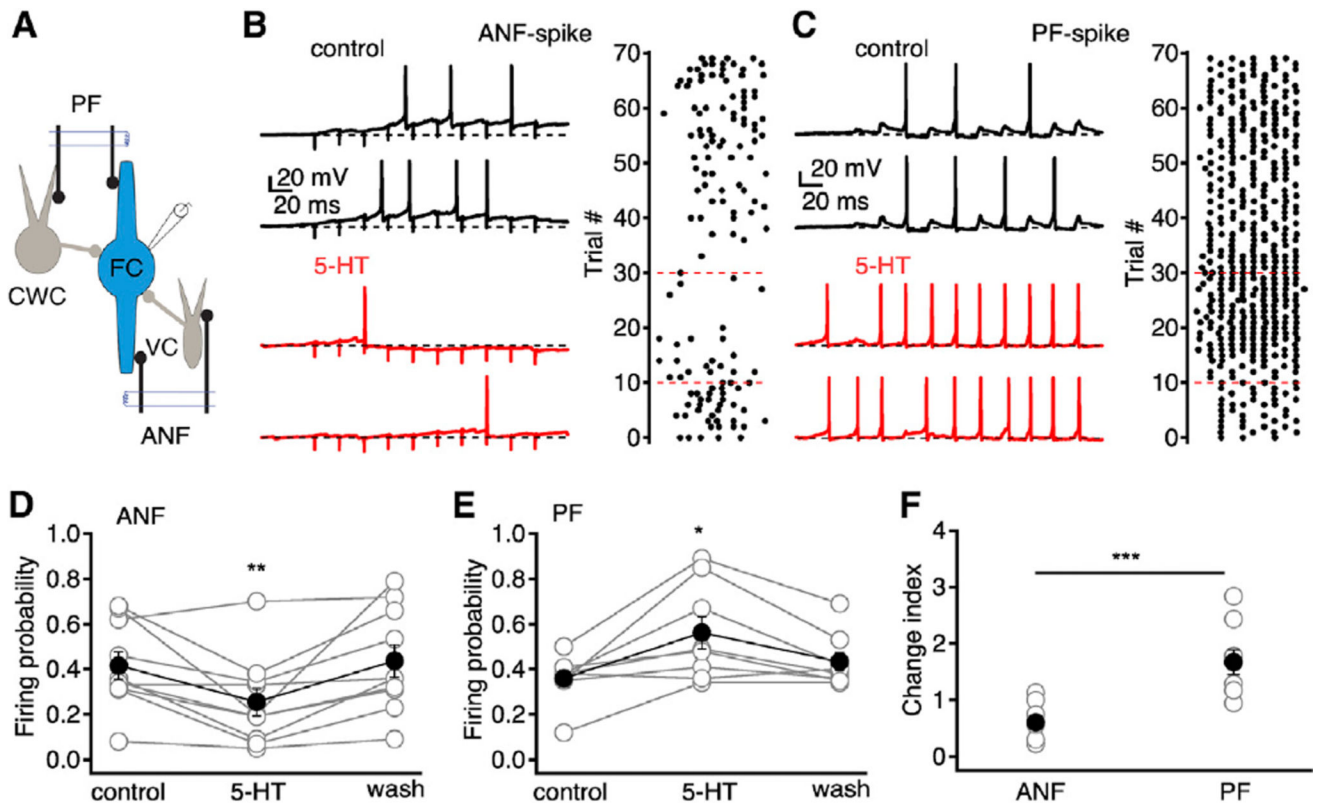 A
PF
FC
CWC
VC
ANF
B
control
ANF-spike
20 mV
20 ms
5-HT
Trial #
70
60
50
40
30
20
10
0
C
control
PF-spike
20 mV
20 ms
5-HT
Trial #
70
60
50
40
30
20
10
0
D
ANF
**
Firing probability
1.0
0.8
0.6
0.4
0.2
0.0
control
5-HT
wash
E
PF
*
Firing probability
1.0
0.8
0.6
0.4
0.2
0.0
control
5-HT
wash
F
***
Change index
4
3
2
1
0
ANF
PF